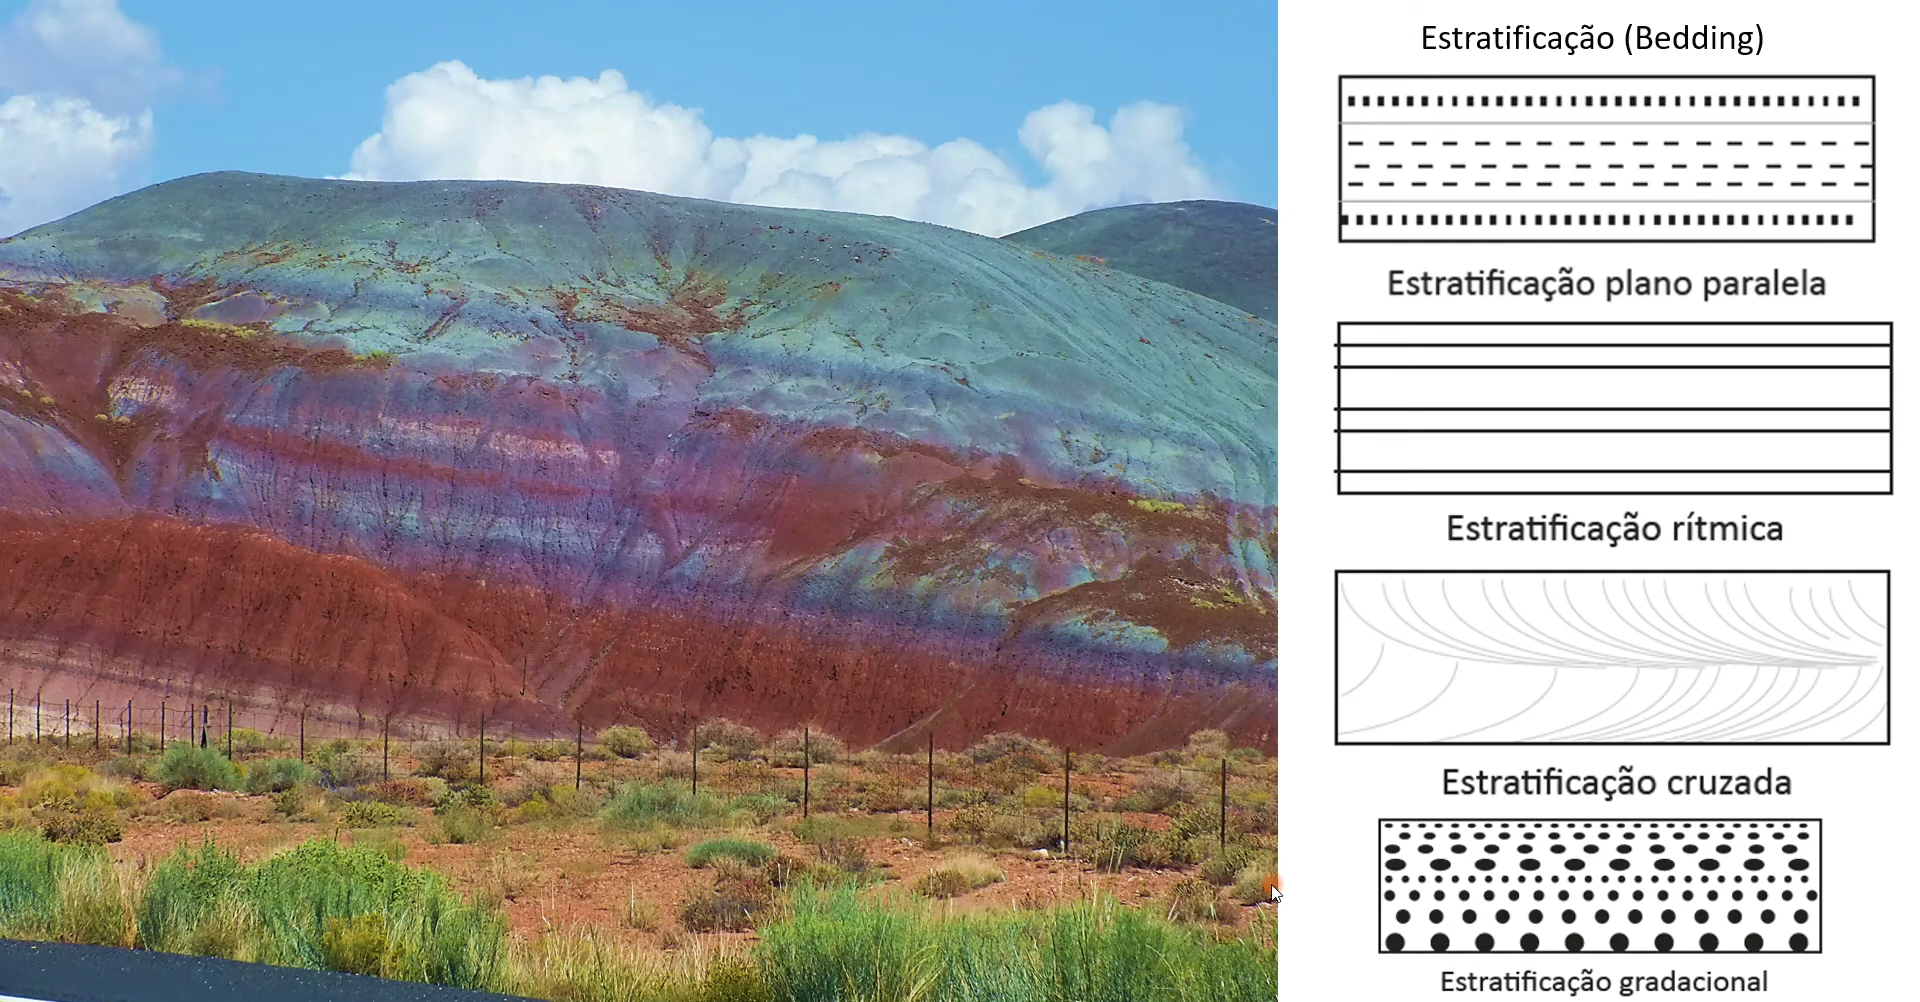 Estratificação (Bedding)
Estratificação plano paralela
Estratificação rítmica
Estratificação cruzada
Estratificação gradacional